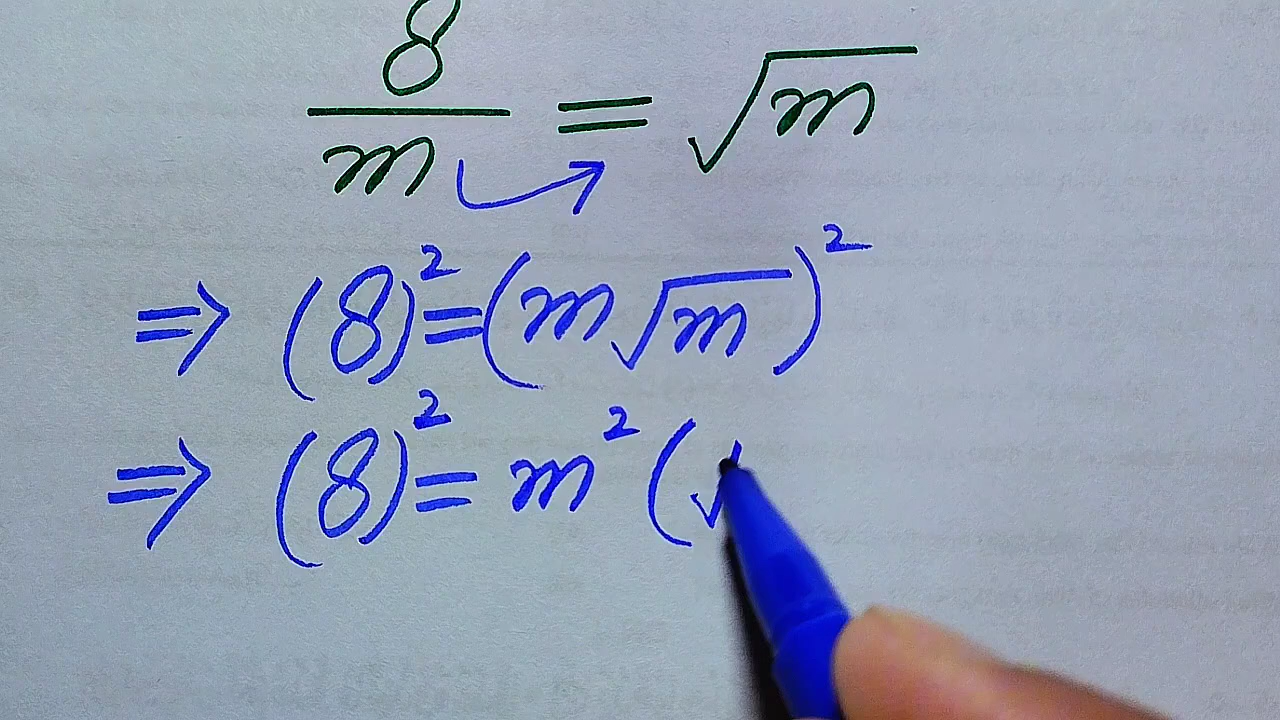 8/m = √m
⇒ (8)² = (m√m)²
⇒ (8)² = m² (√